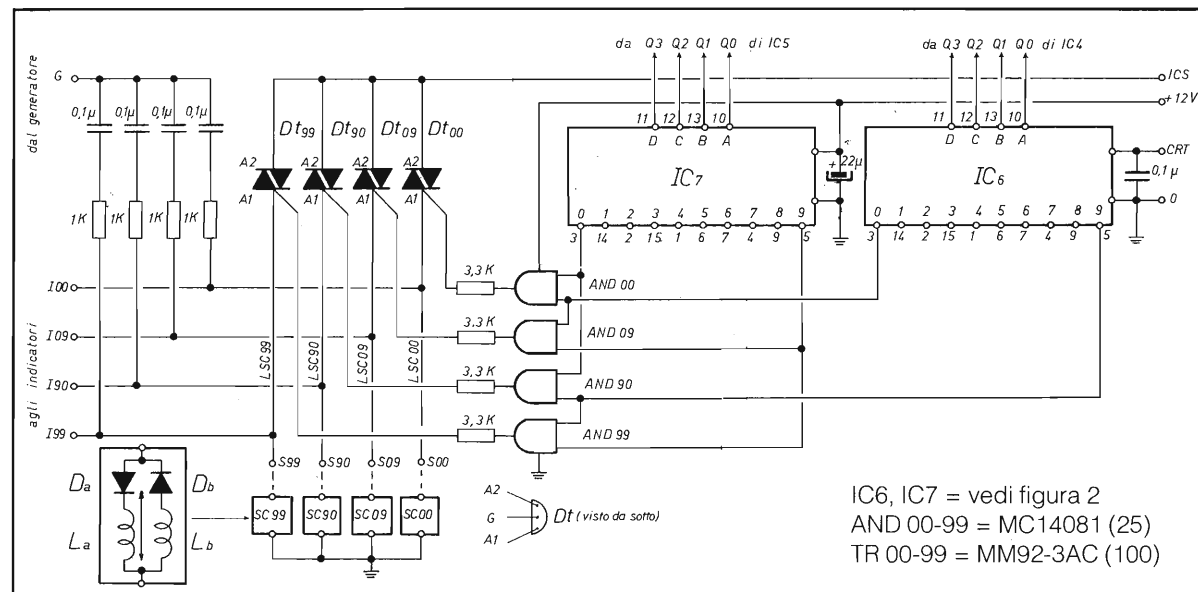 da Q3 Q2 Q1 Q0 di IC5
da Q3 Q2 Q1 Q0 di IC4
G
ICS
+12V
dal generatore
0,1µ 0,1µ 0,1µ 0,1µ
Dt99 Dt90 Dt09 Dt00
11 12 13 10
D C B A
11 12 13 10
D C B A
A2 A2 A2 A2
A1 A1 A1 A1
IC7
+ 22µ
IC6
CRT
0,1µ
0
1K 1K 1K 1K
0 1 2 3 4 5 6 7 8 9
3 14 2 15 1 6 7 4 9 5
0 1 2 3 4 5 6 7 8 9
3 14 2 15 1 6 7 4 9 5
3,3K
AND 00
I00
3.3K
AND 09
agli indicatori
I09
LSC99 LSC90 LSC09 LSC00
3,3K
AND 90
I90
3,3K
AND 99
I99
S99 S90 S09 S00
Da Db
La Lb
SC99 SC90 SC09 SC00
A2
G
A1
Dt (visto da sotto)
IC6, IC7 = vedi figura 2
AND 00-99 = MC14081 (25)
TR 00-99 = MM92-3AC (100)